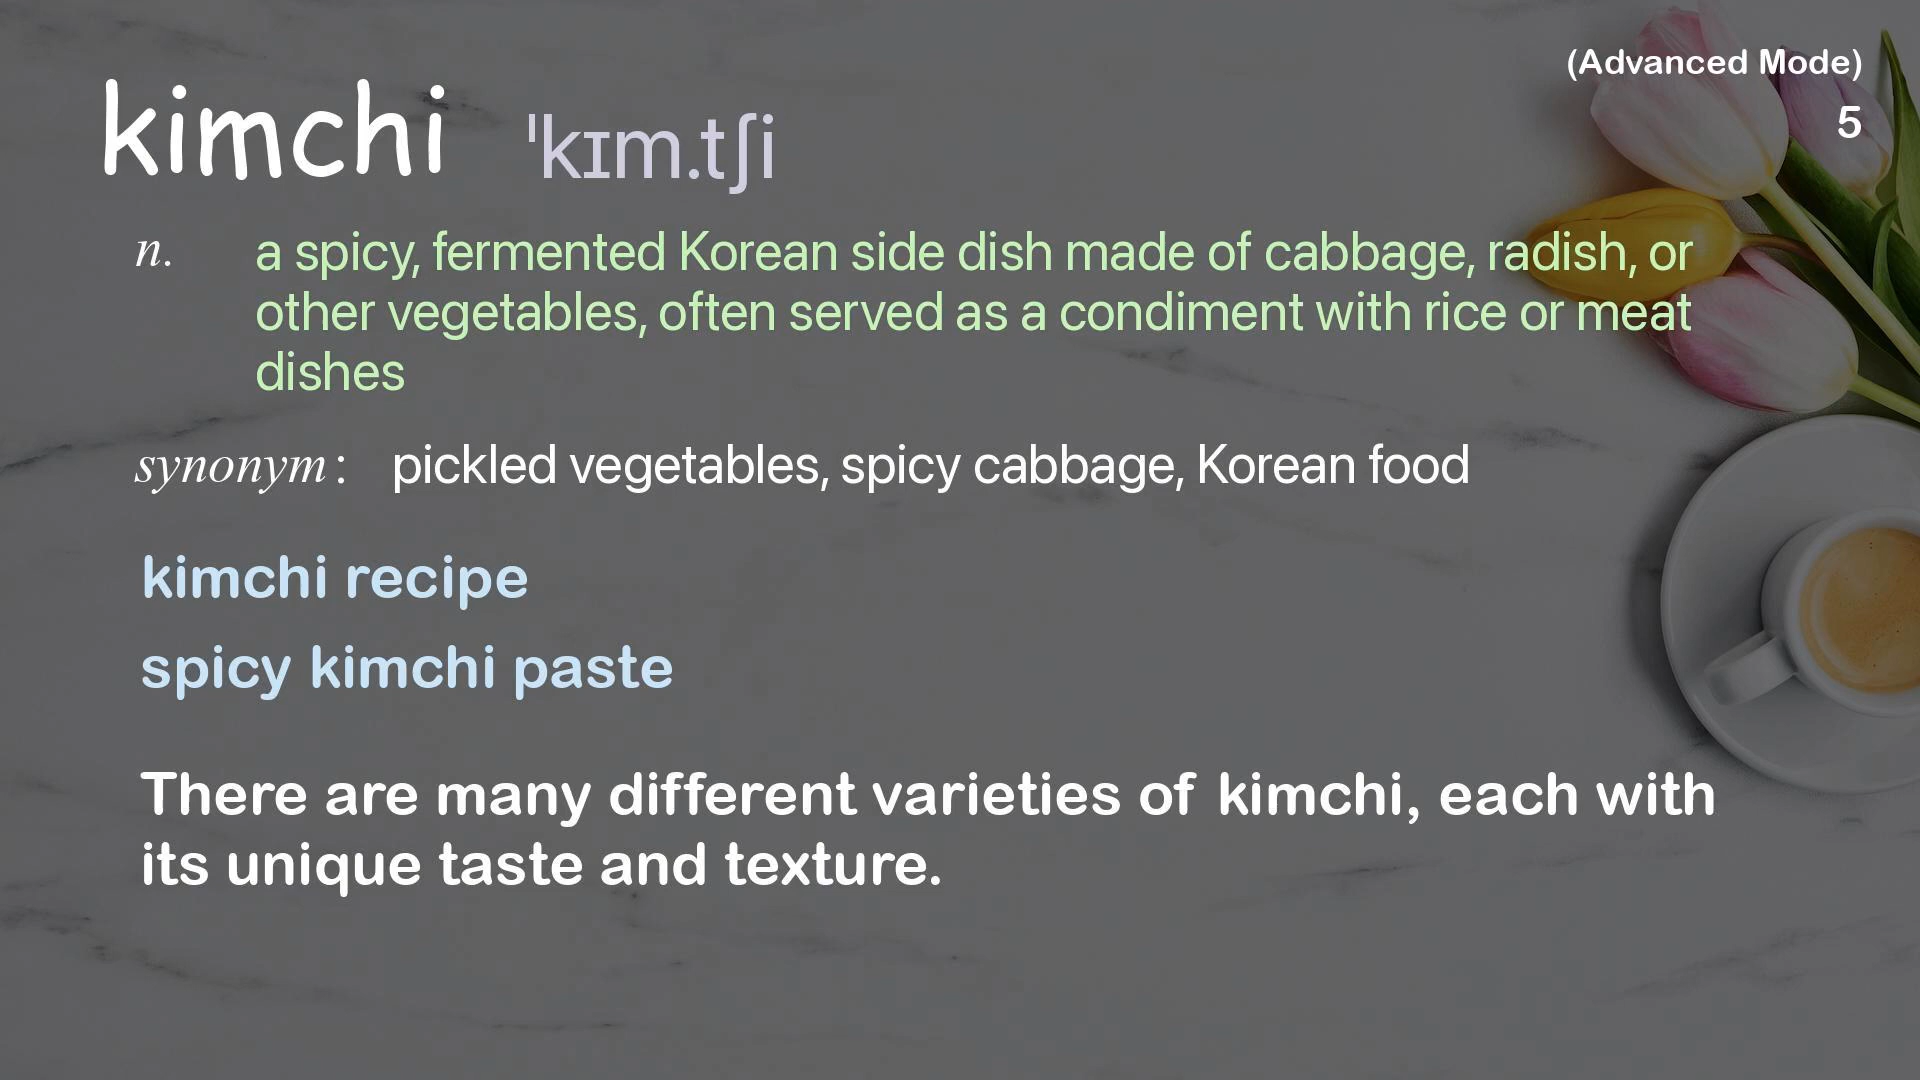 (Advanced Mode)
5
kimchi ˈkɪm.tʃi
n. a spicy, fermented Korean side dish made of cabbage, radish, or
other vegetables, often served as a condiment with rice or meat
dishes
synonym: pickled vegetables, spicy cabbage, Korean food
kimchi recipe
spicy kimchi paste
There are many different varieties of kimchi, each with
its unique taste and texture.